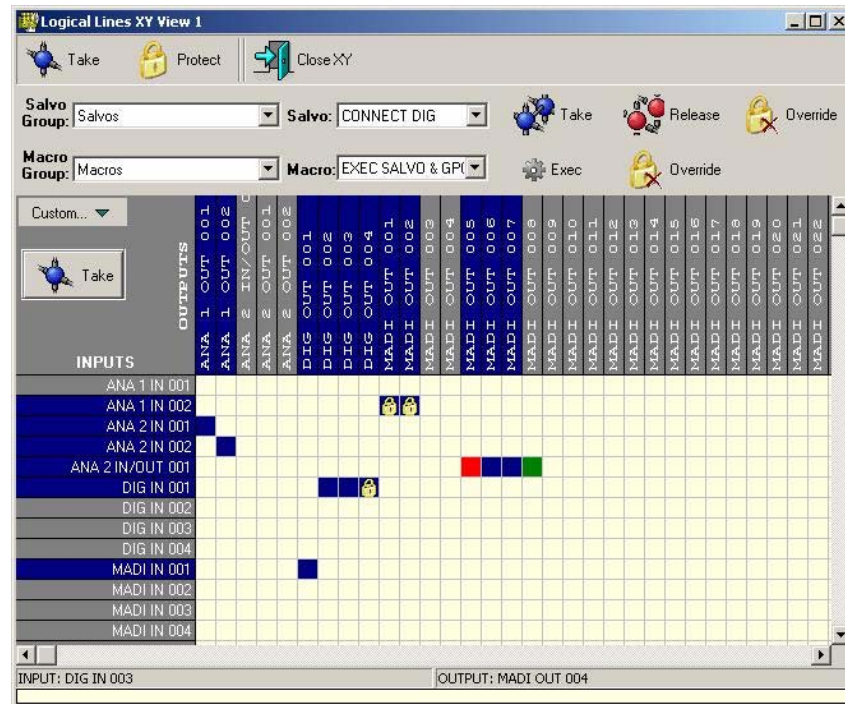 Logical Lines XY View 1
Take
Protect
Close XY
Salvo Group:
Salvos
Salvo:
CONNECT DIG
Take
Release
Override
Macro Group:
Macros
Macro:
EXEC SALVO & GP(
Exec
Override
Custom...
Take
OUTPUTS
INPUTS
ANA 1 OUT 001
ANA 1 OUT 002
ANA 2 IN/OUT
ANA 2 OUT 001
ANA 2 OUT 002
DIG OUT 001
DIG OUT 002
DIG OUT 003
DIG OUT 004
MADI OUT 001
MADI OUT 002
MADI OUT 003
MADI OUT 004
MADI OUT 005
MADI OUT 006
MADI OUT 007
MADI OUT 008
MADI OUT 009
MADI OUT 010
MADI OUT 011
MADI OUT 012
MADI OUT 013
MADI OUT 014
MADI OUT 015
MADI OUT 016
MADI OUT 017
MADI OUT 018
MADI OUT 019
MADI OUT 020
MADI OUT 021
MADI OUT 022
ANA 1 IN 001
ANA 1 IN 002
ANA 2 IN 001
ANA 2 IN 002
ANA 2 IN/OUT 001
DIG IN 001
DIG IN 002
DIG IN 003
DIG IN 004
MADI IN 001
MADI IN 002
MADI IN 003
MADI IN 004
INPUT: DIG IN 003
OUTPUT: MADI OUT 004